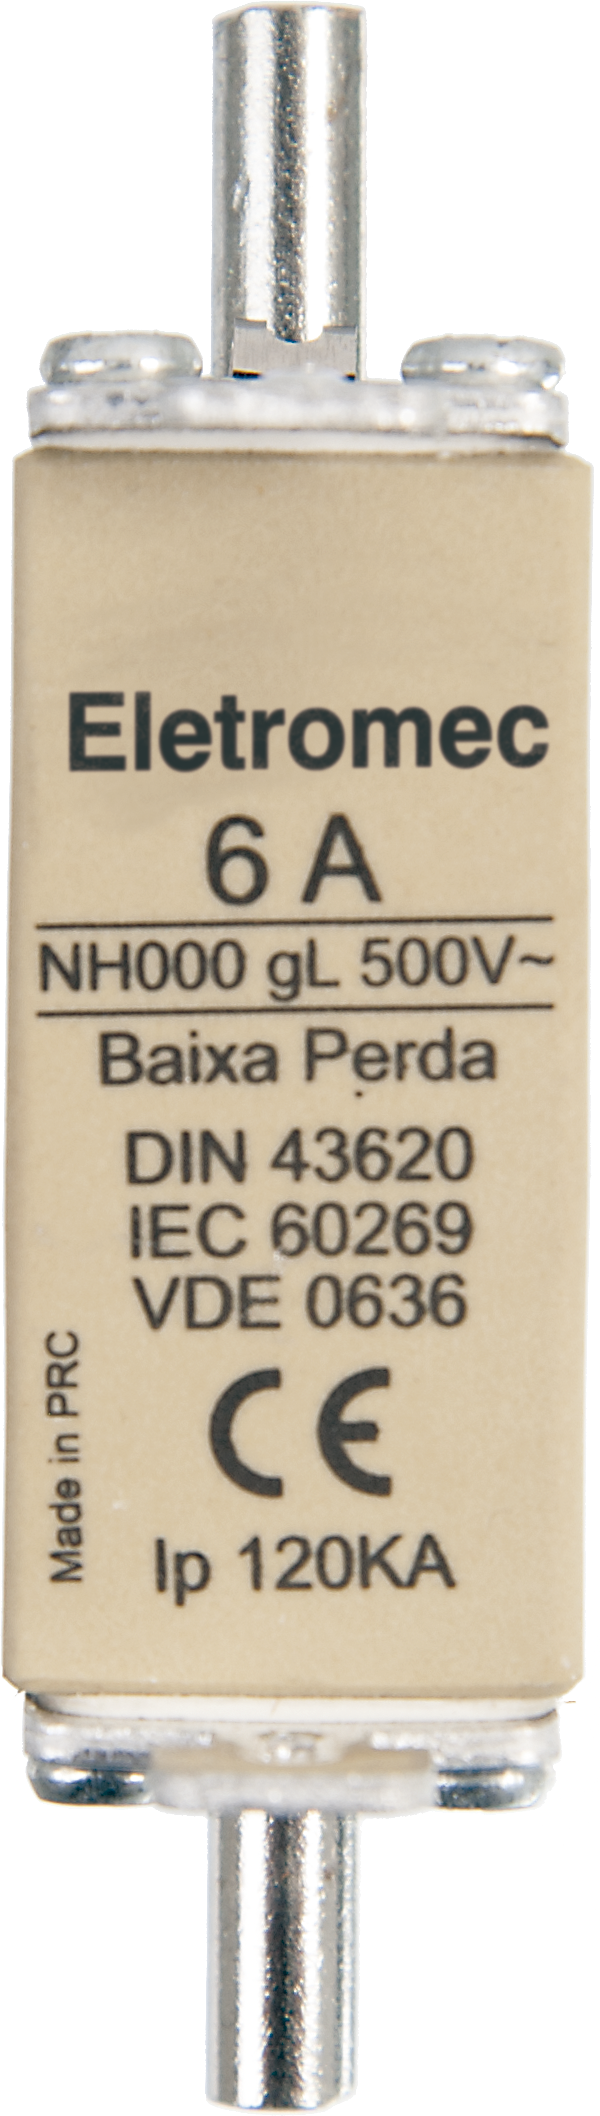 Eletromec
6 A
NH000 gL 500V~
Baixa Perda
DIN 43620
IEC 60269
VDE 0636
CE
Made in PRC
Ip 120KA